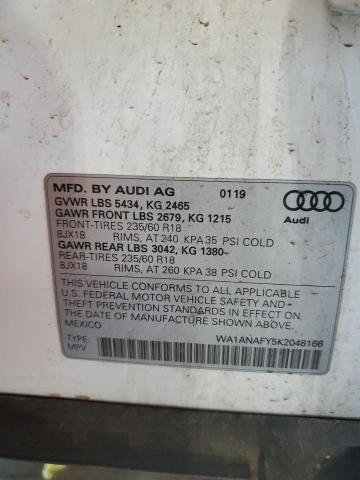 MFD. BY AUDI AG 0119
GVWR LBS 5434, KG 2465
GAWR FRONT LBS 2679, KG 1215
FRONT-TIRES 235/60 R18
8JX18 RIMS, AT 240 KPA 35 PSI COLD
GAWR REAR LBS 3042, KG 1380
REAR-TIRES 235/60 R18
8JX18 RIMS, AT 260 KPA 38 PSI COLD
THIS VEHICLE CONFORMS TO ALL APPLICABLE
U.S. FEDERAL MOTOR VEHICLE SAFETY AND
THEFT PREVENTION STANDARDS IN EFFECT ON THE
DATE OF MANUFACTURE SHOWN ABOVE.
MEXICO
TYPE: WA1ANAFY5K2048166
MPV
Audi